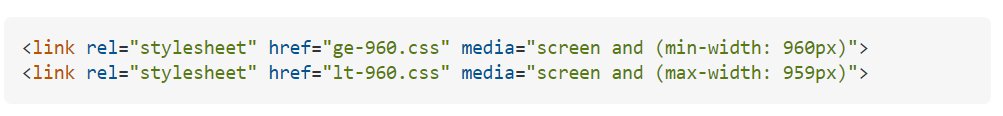 <link rel="stylesheet" href="ge-960.css" media="screen and (min-width: 960px)">
<link rel="stylesheet" href="lt-960.css" media="screen and (max-width: 959px)">